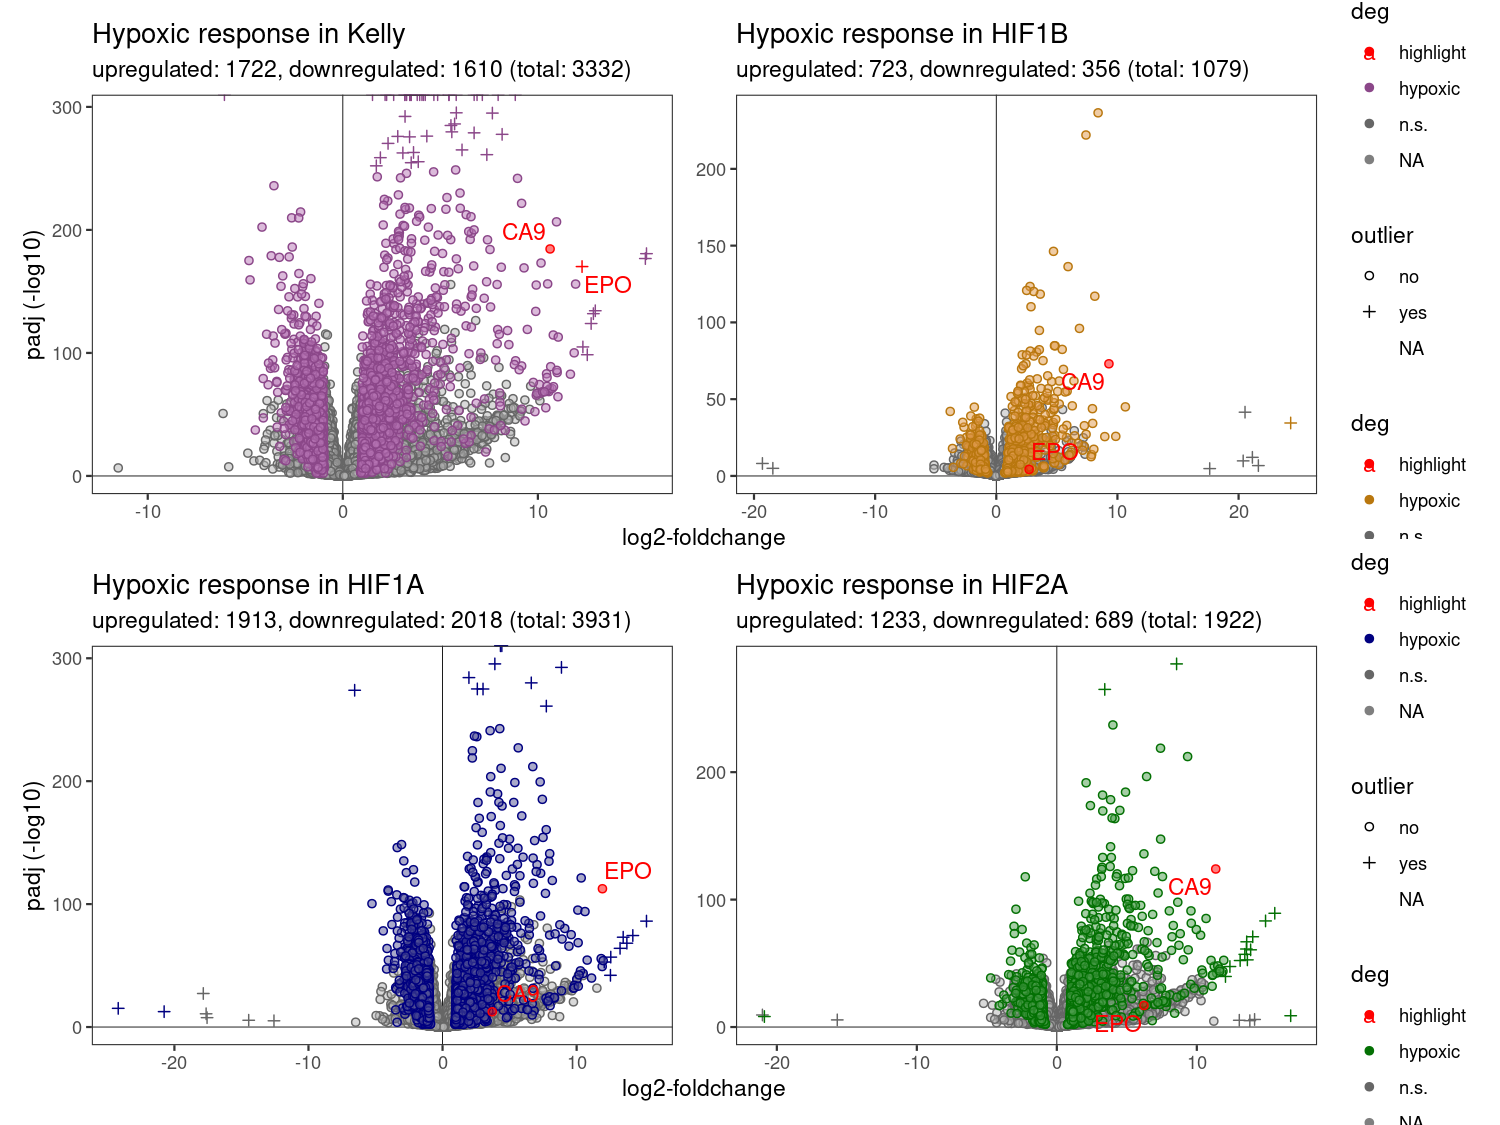 Hypoxic response in Kelly
upregulated: 1722, downregulated: 1610 (total: 3332)
padj (-log10)
300
200
100
0
-10
0
10
CA9
EPO
Hypoxic response in HIF1B
upregulated: 723, downregulated: 356 (total: 1079)
200
150
100
50
0
-20
-10
0
10
20
CA9
EPO
log2-foldchange
deg
a
highlight
hypoxic
n.s.
NA
outlier
no
yes
NA
deg
a
highlight
hypoxic
n.s.
Hypoxic response in HIF1A
upregulated: 1913, downregulated: 2018 (total: 3931)
padj (-log10)
300
200
100
0
-20
-10
0
10
EPO
CA9
Hypoxic response in HIF2A
upregulated: 1233, downregulated: 689 (total: 1922)
200
100
0
-20
-10
0
10
CA9
EPO
log2-foldchange
deg
a
highlight
hypoxic
n.s.
NA
outlier
no
yes
NA
deg
a
highlight
hypoxic
n.s.
NA